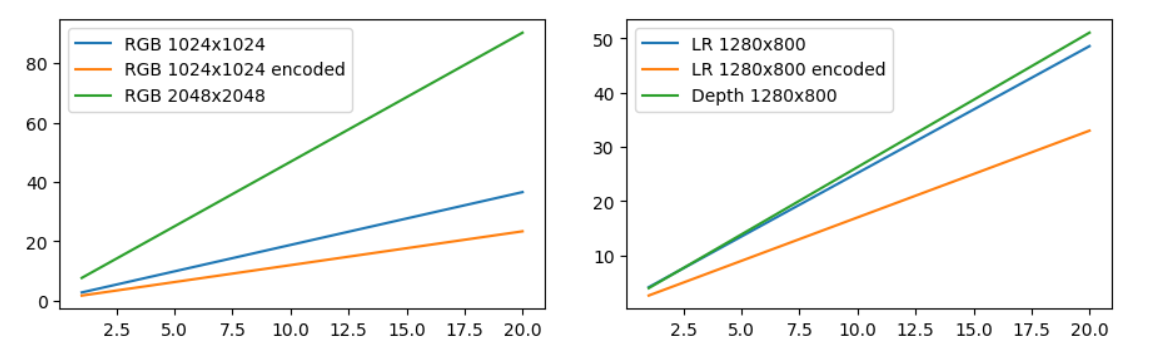 RGB 1024x1024
RGB 1024x1024 encoded
RGB 2048x2048
80
60
40
20
0
2.5 5.0 7.5 10.0 12.5 15.0 17.5 20.0
LR 1280x800
LR 1280x800 encoded
Depth 1280x800
50
40
30
20
10
2.5 5.0 7.5 10.0 12.5 15.0 17.5 20.0